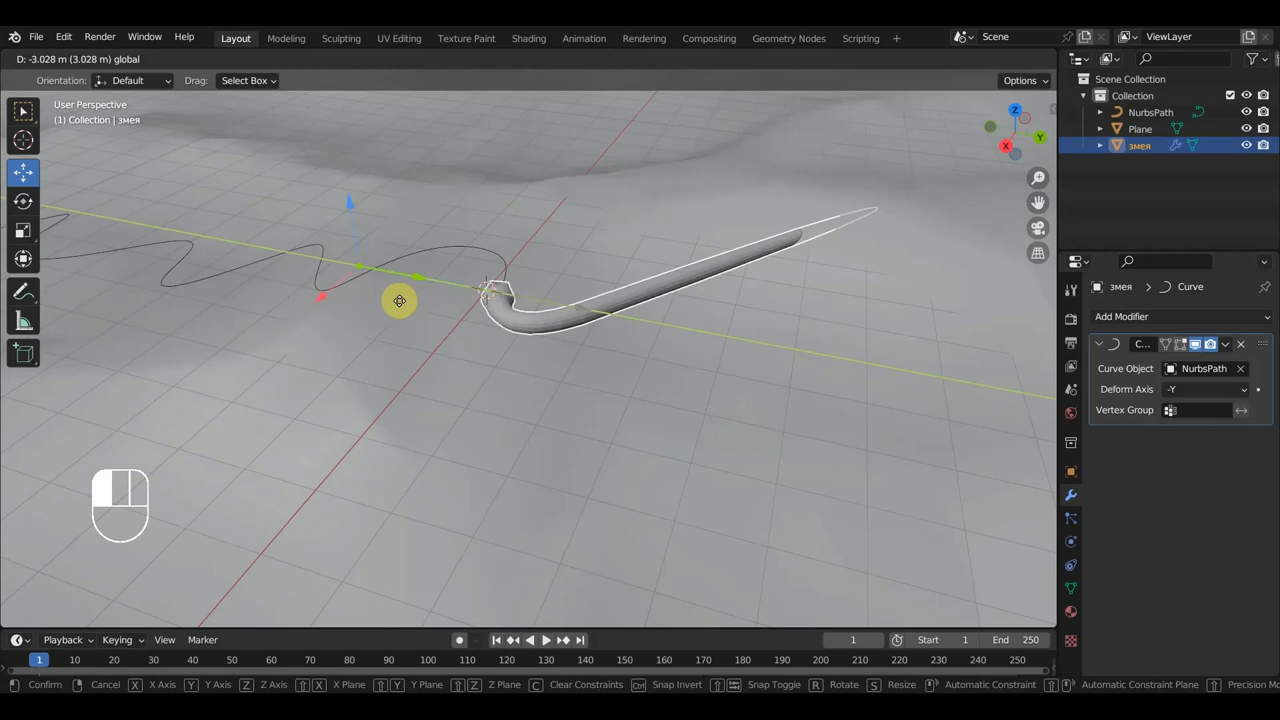 File Edit Render Window Help Layout Modeling Sculpting UV Editing Texture Paint Shading Animation Rendering Compositing Geometry Nodes Scripting + Scene ViewLayer
D: -3.028 m (3.028 m) global
Orientation: Default Drag: Select Box Options
User Perspective
(1) Collection | змея
Z
Y
X
Scene Collection
Collection
NurbsPath
Plane
змея
змея > Curve
Add Modifier
C...
Curve Object NurbsPath
Deform Axis -Y
Vertex Group
Playback Keying View Marker 1 Start 1 End 250
1 10 20 30 40 50 60 70 80 90 100 110 120 130 140 150 160 170 180 190 200 210 220 230 240 250
Confirm Cancel X X Axis Y Y Axis Z Z Axis X X Plane Y Y Plane Z Z Plane C Clear Constraints Ctrl Snap Invert Snap Toggle R Rotate S Resize Automatic Constraint Automatic Constraint Plane Precision Mo